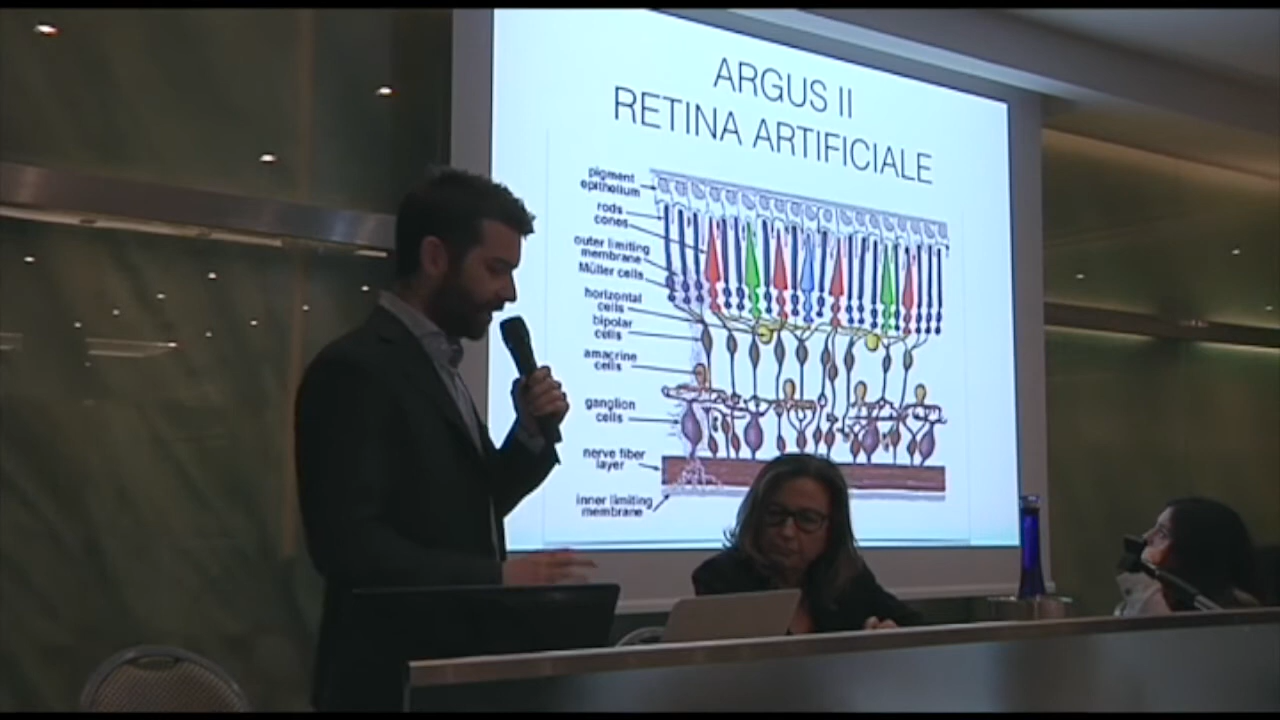 ARGUS II
RETINA ARTIFICIALE
pigment
epithelium
rods
cones
outer limiting
membrane
Müller cells
horizontal
cells
bipolar
cells
amacrine
cells
ganglion
cells
nerve fiber
layer
inner limiting
membrane